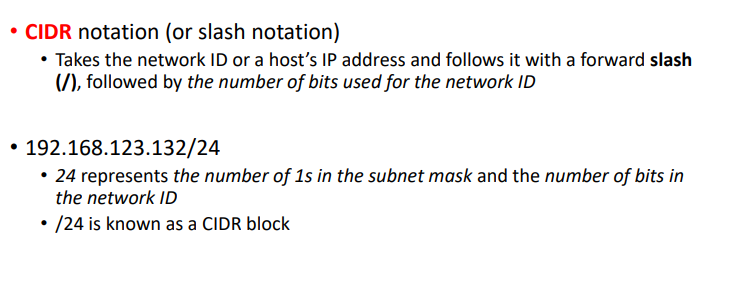 • CIDR notation (or slash notation)
• Takes the network ID or a host’s IP address and follows it with a forward slash
(/), followed by the number of bits used for the network ID
• 192.168.123.132/24
• 24 represents the number of 1s in the subnet mask and the number of bits in
the network ID
• /24 is known as a CIDR block